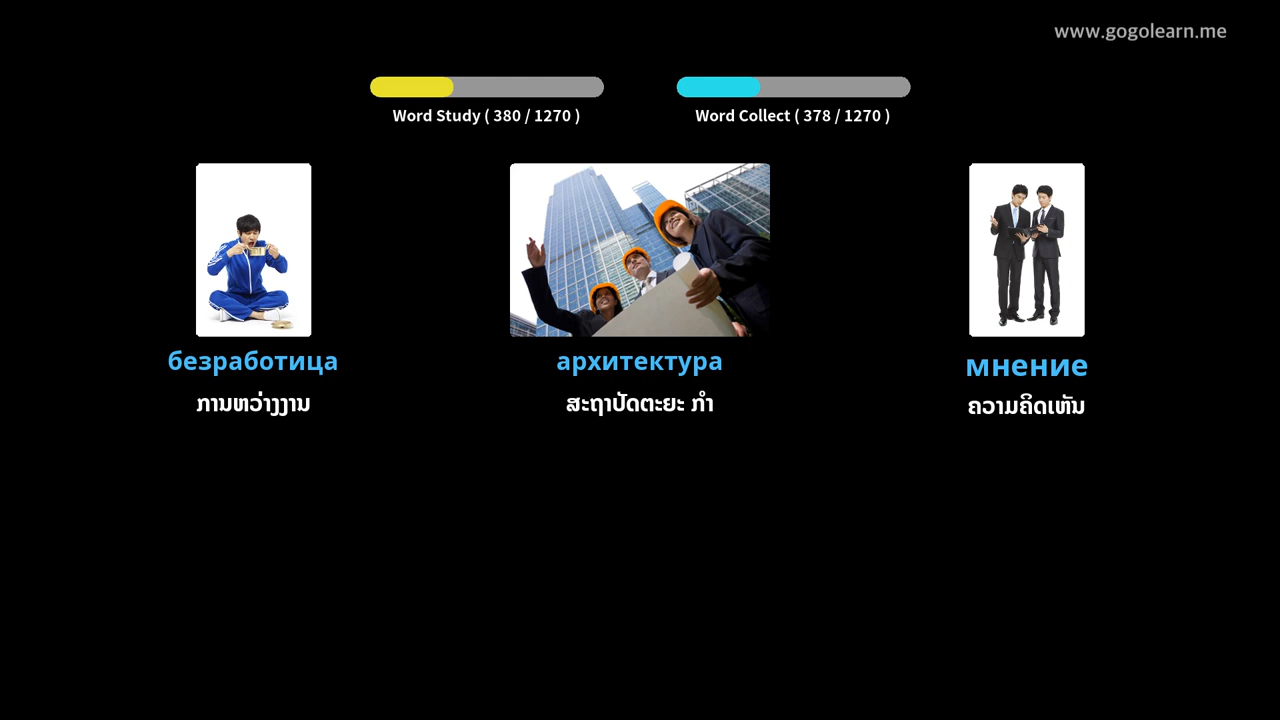 www.gogolearn.me
Word Study ( 380 / 1270 )
Word Collect ( 378 / 1270 )
безработица
архитектура
мнение
ການຫວ່າງງານ
ສະຖາປັດຕະຍະ ກຳ
ຄວາມຄິດເຫັນ